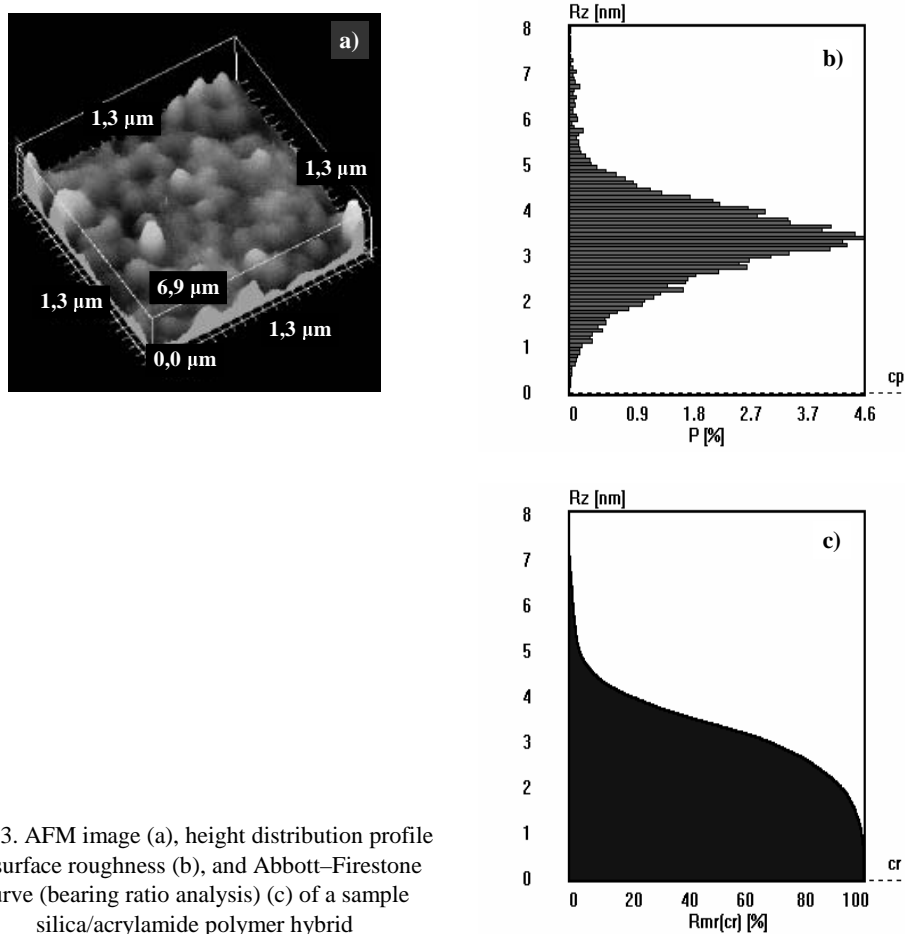 a)
1,3 µm
1,3 µm
6,9 µm
1,3 µm
1,3 µm
0,0 µm
Rz [nm]
b)
8
7
6
5
4
3
2
1
0
cp
0 0.9 1.8 2.7 3.7 4.6
P [%]
Rz [nm]
c)
8
7
6
5
4
3
2
1
0
cr
0 20 40 60 80 100
Rmr(cr) [%]
3. AFM image (a), height distribution profile
surface roughness (b), and Abbott–Firestone
(bearing ratio analysis) (c) of a sample
silica/acrylamide polymer hybrid